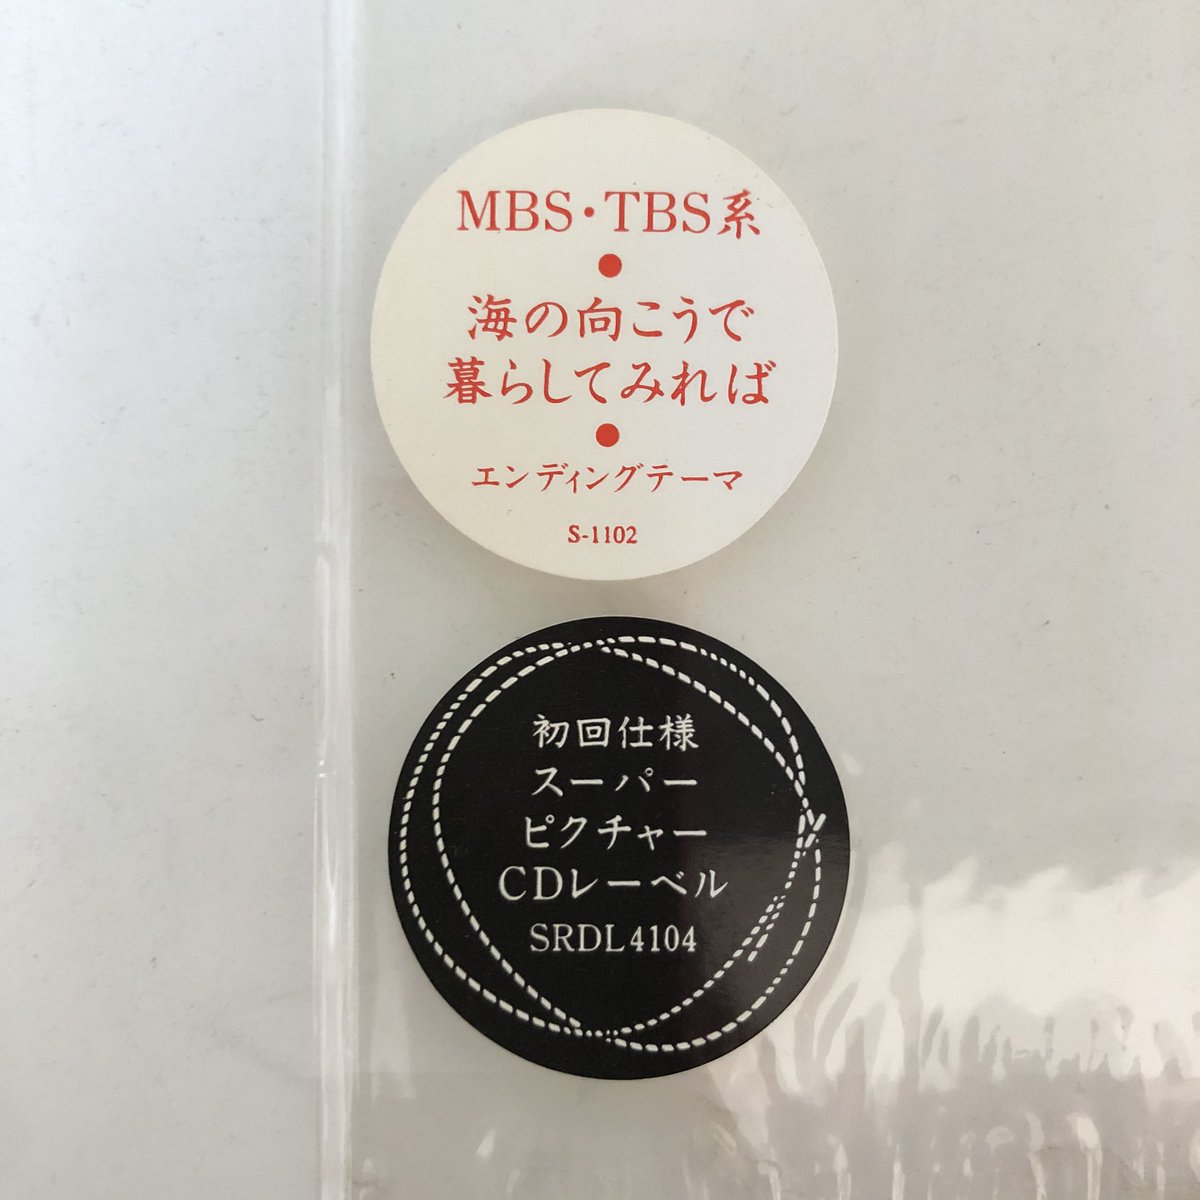 MBS・TBS系
●
海の向こうで
暮らしてみれば
●
エンディングテーマ
S-1102
初回仕様
スーパー
ピクチャー
CDレーベル
SRDL4104